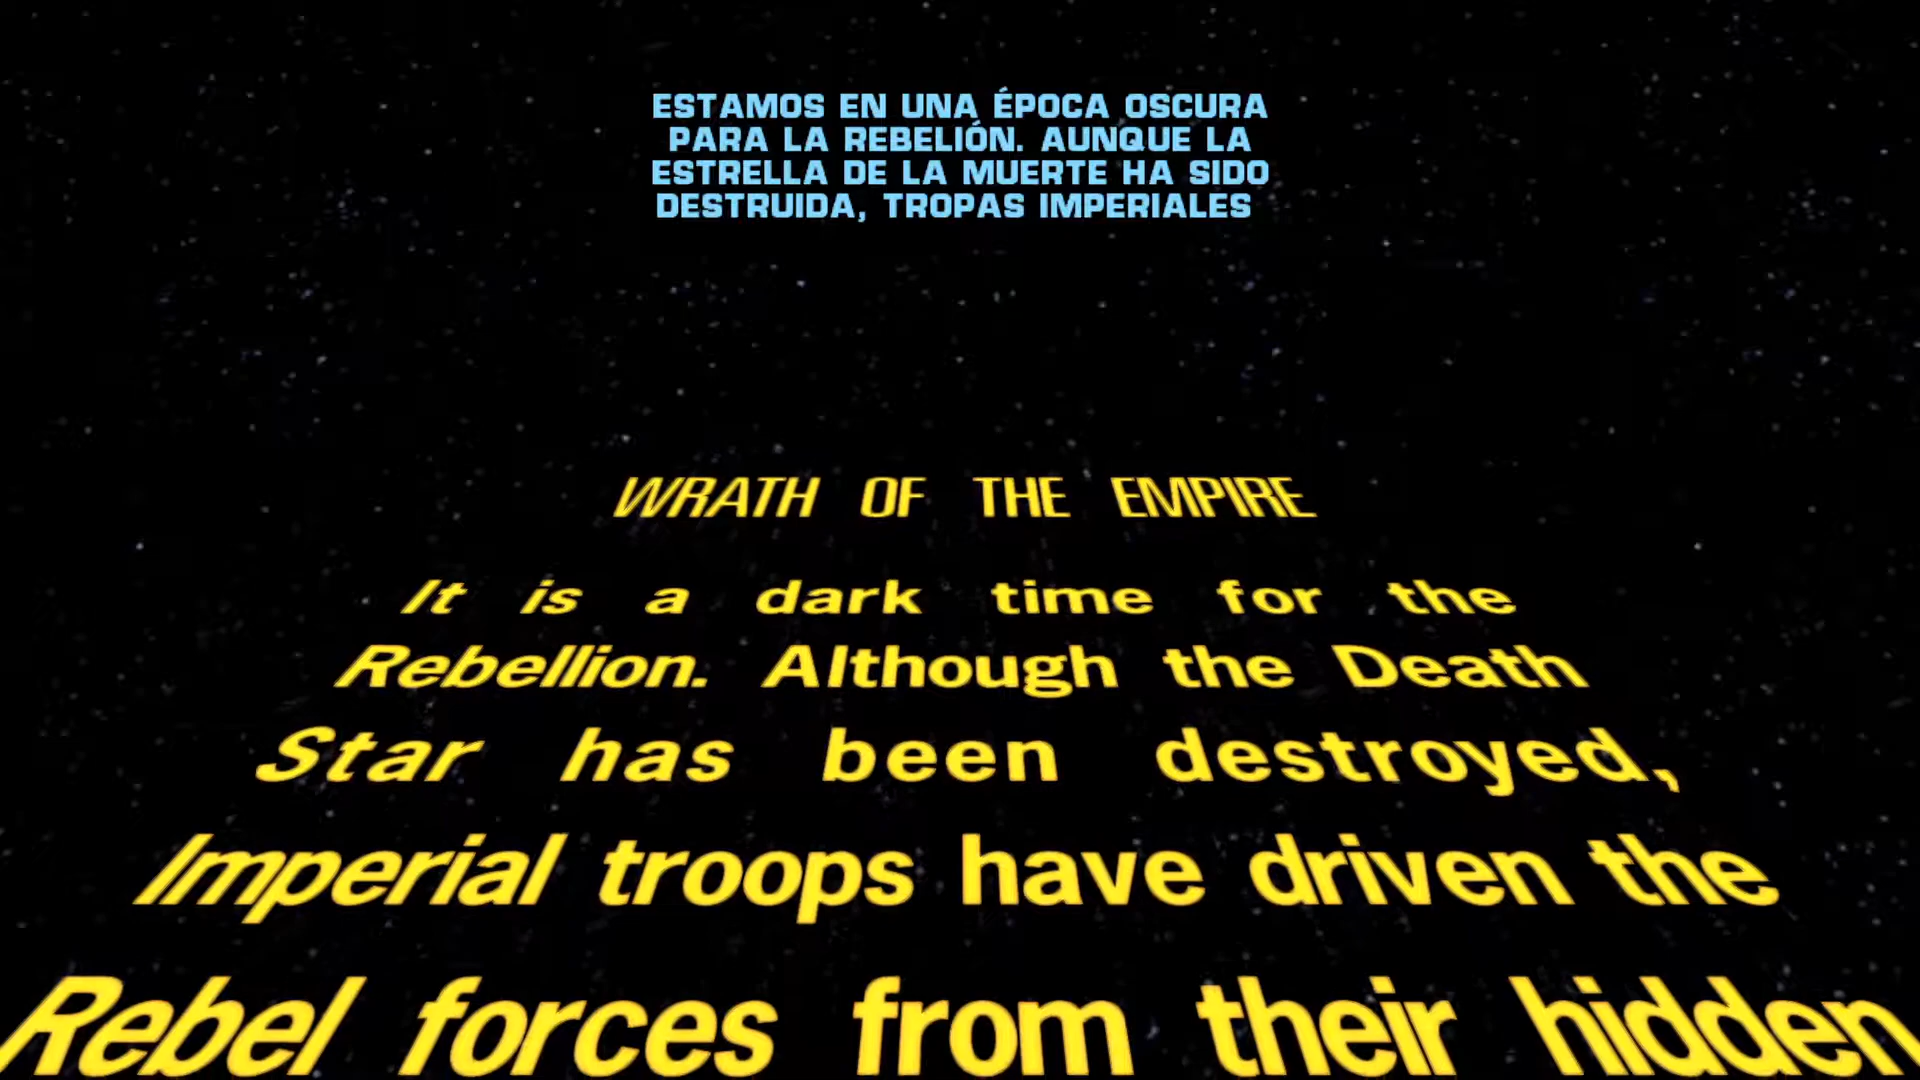 ESTAMOS EN UNA ÉPOCA OSCURA
PARA LA REBELIÓN. AUNQUE LA
ESTRELLA DE LA MUERTE HA SIDO
DESTRUIDA, TROPAS IMPERIALES
WRATH OF THE EMPIRE
It is a dark time for the
Rebellion. Although the Death
Star has been destroyed,
Imperial troops have driven the
Rebel forces from their hidden